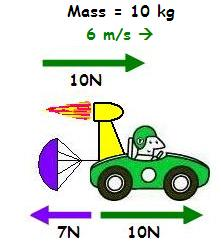 Mass = 10 kg
6 m/s →
10N
7N 10N